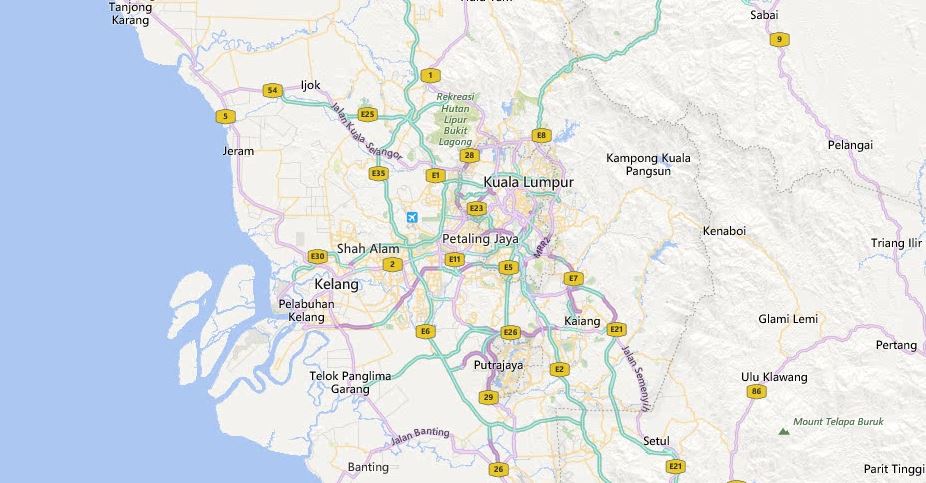 Tanjong
Karang
Hulu Yam
Sabai
9
1
54
Ijok
Rekreasi
Hutan
Lipur
Bukit
Lagong
5
E25
Jalan Kuala Selangor
E8
Jeram
28
Pelangai
Kampong Kuala
Pangsun
E35
E1
Kuala Lumpur
E23
Kenaboi
Petaling Jaya
MRR2
Triang Ilir
Shah Alam
E30
2
E11
E5
E7
Kelang
Pelabuhan
Kelang
Kaiang
Glami Lemi
E6
E26
E21
Pertang
Putrajaya
E2
Jalan Semenyih
Telok Panglima
Garang
Ulu Klawang
29
86
Mount Telapa Buruk
Jalan Banting
Setul
Banting
26
E21
Parit Tinggi